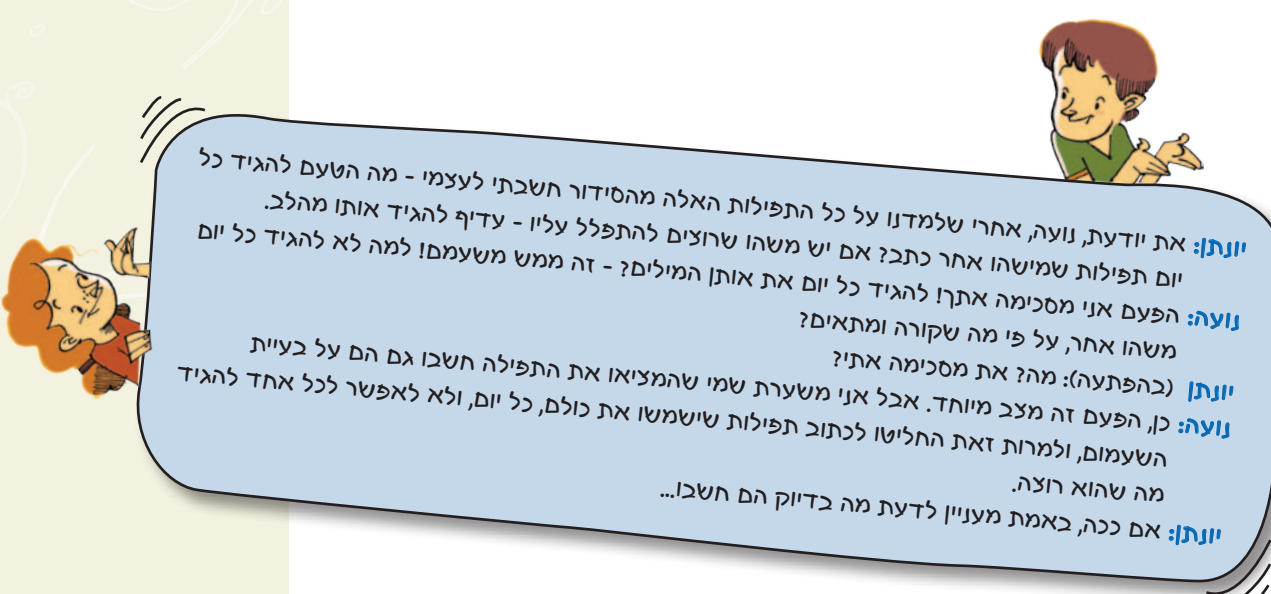 יונתן: את יודעת, נועה, אחרי שלמדנו על כל התפילות האלה מהסידור חשבתי לעצמי - מה הטעם להגיד כל
יום תפילות שמישהו אחר כתב? אם יש משהו שרוצים להתפלל עליו - עדיף להגיד אותו מהלב.
נועה: הפעם אני מסכימה אתך! להגיד כל יום את אותן המילים? - זה ממש משעמם! למה לא להגיד כל יום
משהו אחר, על פי מה שקורה ומתאים?
יונתן (בהפתעה): מה? את מסכימה אתי?
נועה: כן, הפעם זה מצב מיוחד. אבל אני משערת שמי שהמציאו את התפילה חשבו גם הם על בעיית
השעמום, ולמרות זאת החליטו לכתוב תפילות שישמשו את כולם, כל יום, ולא לאפשר לכל אחד להגיד
מה שהוא רוצה.
יונתן: אם ככה, באמת מעניין לדעת מה בדיוק הם חשבו...